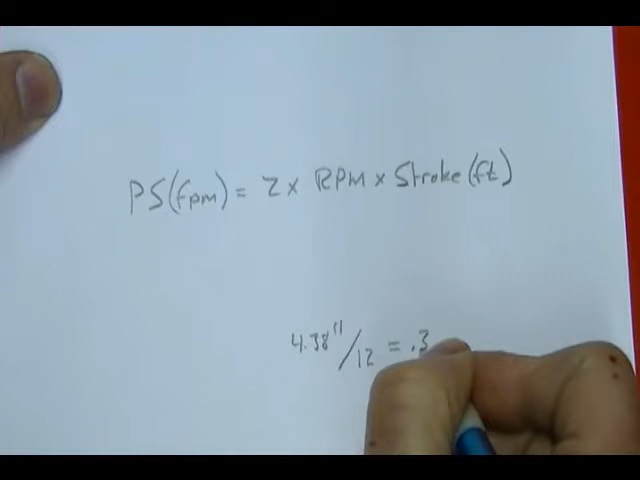 PS(fpm) = 2 x RPM x Stroke(ft)
4.38"/12 = .3